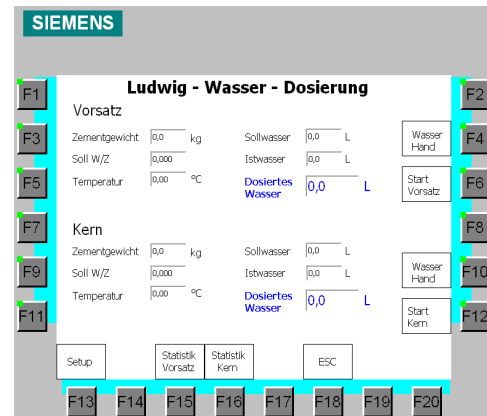 SIEMENS
Ludwig - Wasser - Dosierung
F1 F2
Vorsatz
Zementgewicht 0,0 kg Sollwasser 0,0 L Wasser Hand
F3 F4
Soll W/Z 0,000 Istwasser 0,0 L
Temperatur 0,00 °C Dosiertes Wasser 0,0 L Start Vorsatz
F5 F6
F7 F8
Kern
Zementgewicht 0,0 kg Sollwasser 0,0 L
Soll W/Z 0,000 Istwasser 0,0 L Wasser Hand
F9 F10
Temperatur 0,00 °C Dosiertes Wasser 0,0 L Start Kern
F11 F12
Setup Statistik Vorsatz Statistik Kern ESC
F13 F14 F15 F16 F17 F18 F19 F20